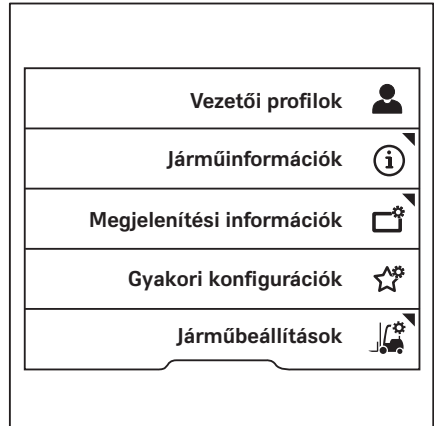 Vezetői profilok
Járműinformációk
Megjelenítési információk
Gyakori konfigurációk
Járműbeállítások